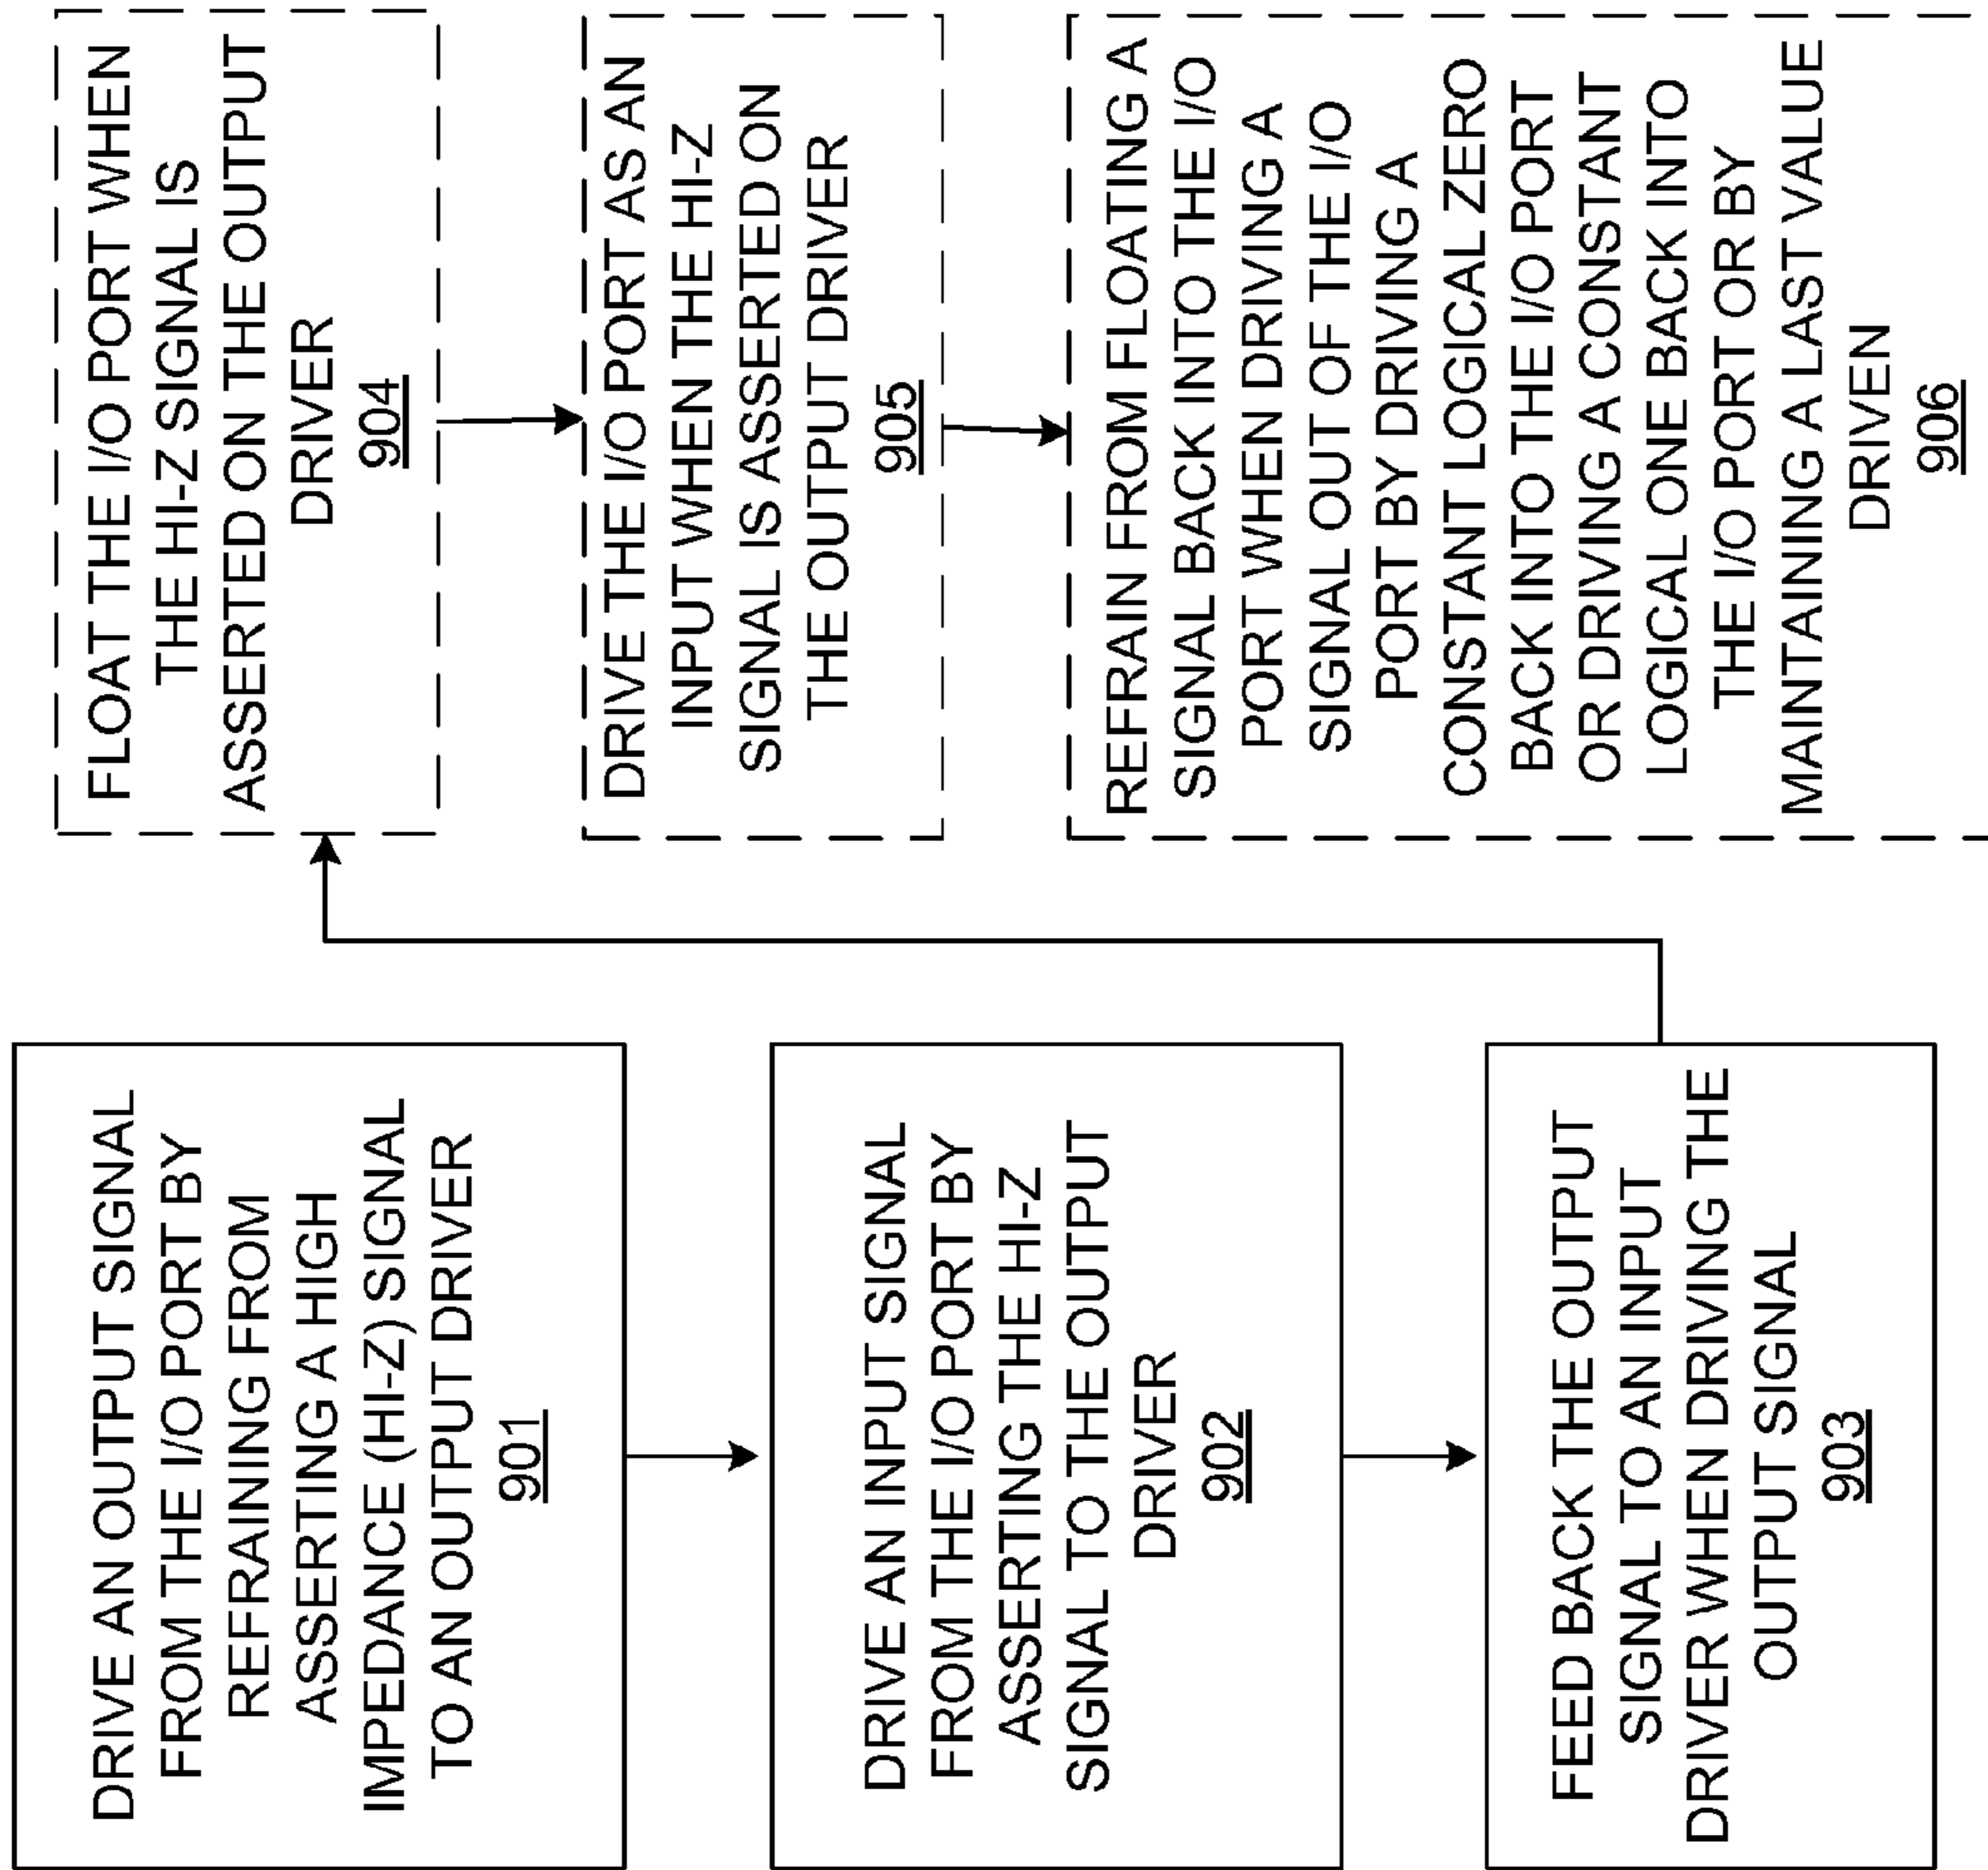 DRIVE AN OUTPUT SIGNAL
FROM THE I/O PORT BY
REFRAINING FROM
ASSERTING A HIGH
IMPEDANCE (HI-Z) SIGNAL
TO AN OUTPUT DRIVER
901
DRIVE AN INPUT SIGNAL
FROM THE I/O PORT BY
ASSERTING THE HI-Z
SIGNAL TO THE OUTPUT
DRIVER
902
FEED BACK THE OUTPUT
SIGNAL TO AN INPUT
DRIVER WHEN DRIVING THE
OUTPUT SIGNAL
903
FLOAT THE I/O PORT WHEN
THE HI-Z SIGNAL IS
ASSERTED ON THE OUTPUT
DRIVER
904
DRIVE THE I/O PORT AS AN
INPUT WHEN THE HI-Z
SIGNAL IS ASSERTED ON
THE OUTPUT DRIVER
905
REFRAIN FROM FLOATING A
SIGNAL BACK INTO THE I/O
PORT WHEN DRIVING A
SIGNAL OUT OF THE I/O
PORT BY DRIVING A
CONSTANT LOGICAL ZERO
BACK INTO THE I/O PORT
OR DRIVING A CONSTANT
LOGICAL ONE BACK INTO
THE I/O PORT OR BY
MAINTAINING A LAST VALUE
DRIVEN
906